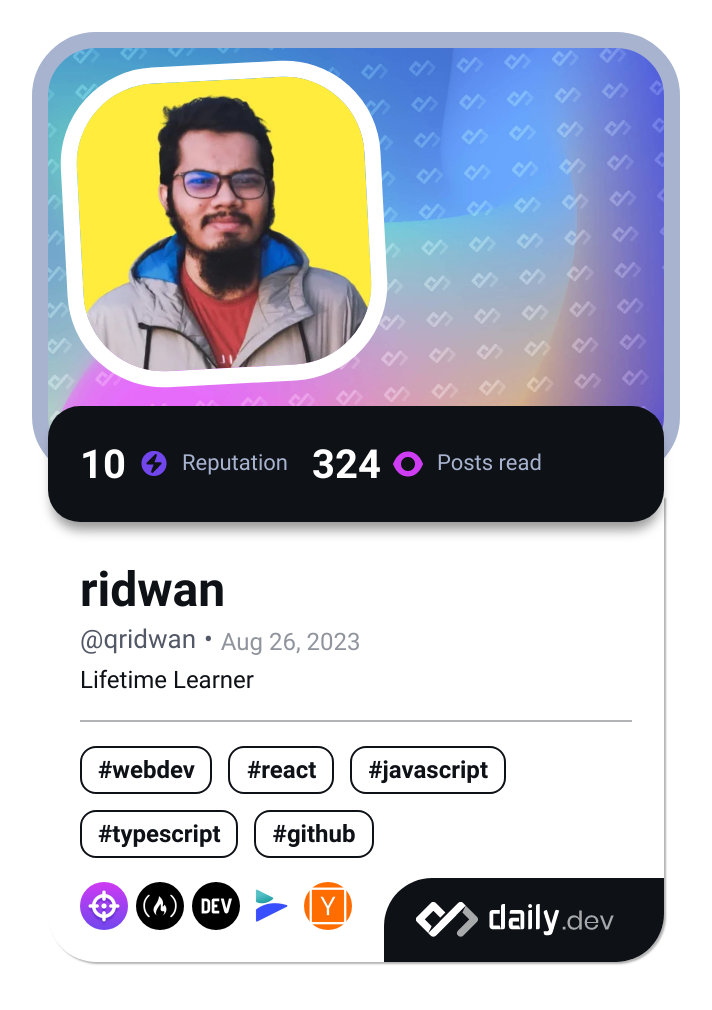 10 Reputation 324 Posts read
ridwan
@qridwan • Aug 26, 2023
Lifetime Learner
#webdev #react #javascript
#typescript #github
DEV Y daily.dev